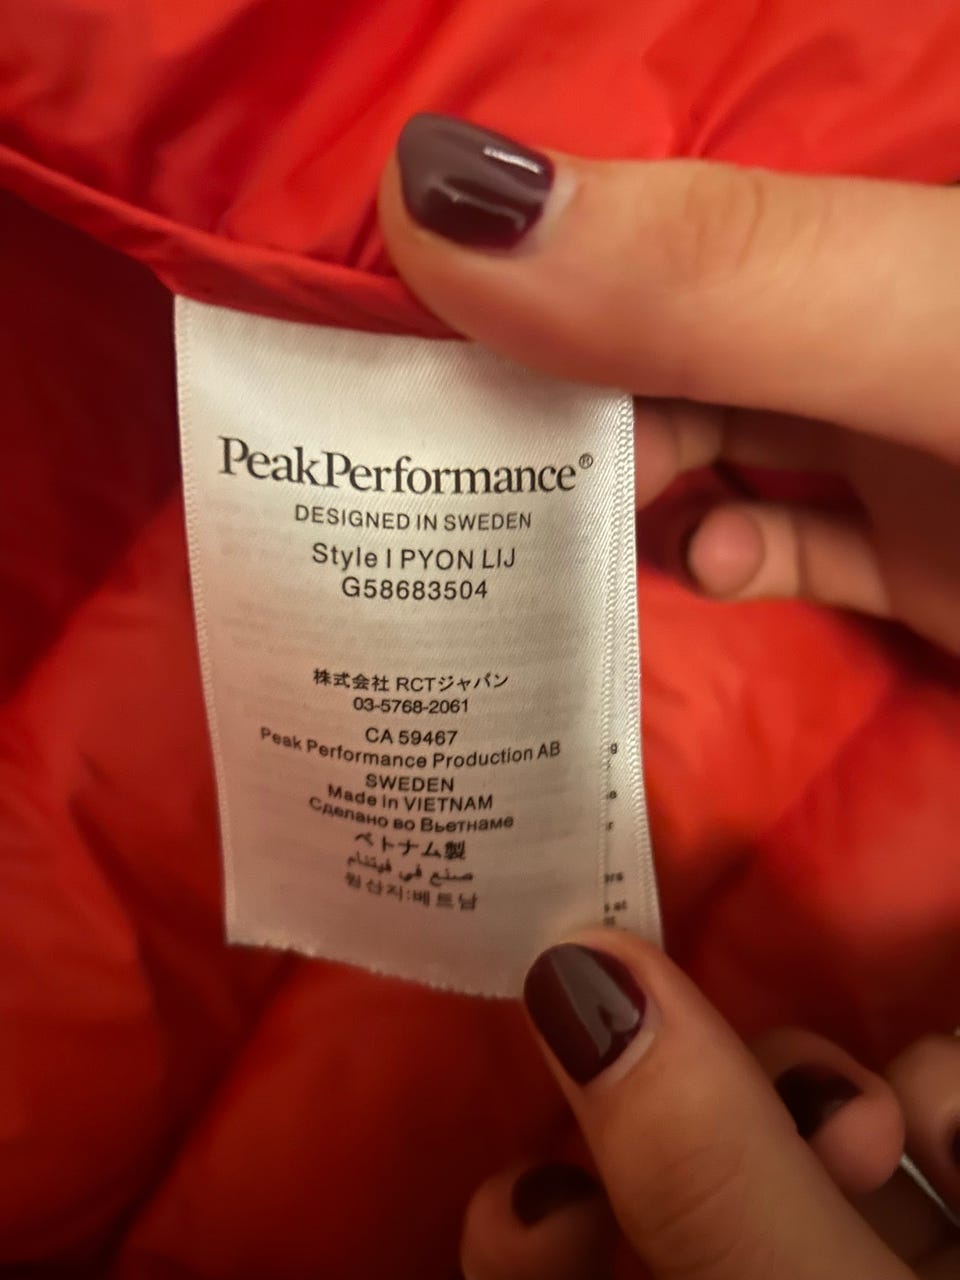 PeakPerformance®
DESIGNED IN SWEDEN
Style I PYON LIJ
G58683504
株式会社 RCTジャパン
03-5768-2061
CA 59467
Peak Performance Production AB
SWEDEN
Made in VIETNAM
Сделано во Вьетнаме
ベトナム製
صنع في فيتنام
원산지:베트남